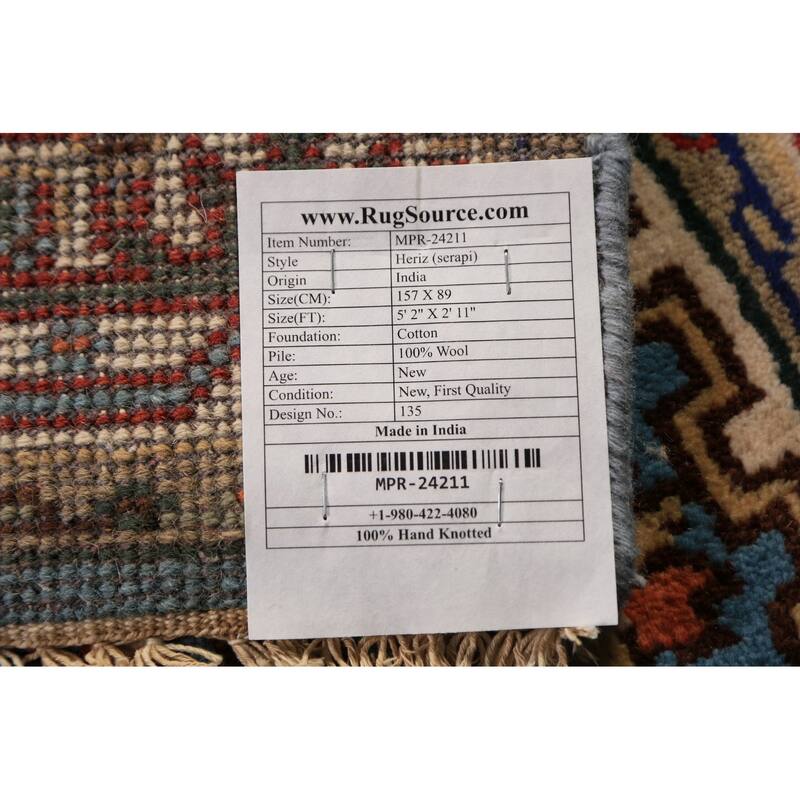 www.RugSource.com
Item Number: MPR-24211
Style Heriz (serapi)
Origin India
Size(CM): 157 X 89
Size(FT): 5' 2" X 2' 11"
Foundation: Cotton
Pile: 100% Wool
Age: New
Condition: New, First Quality
Design No.: 135
Made in India
MPR-24211
+1-980-422-4080
100% Hand Knotted